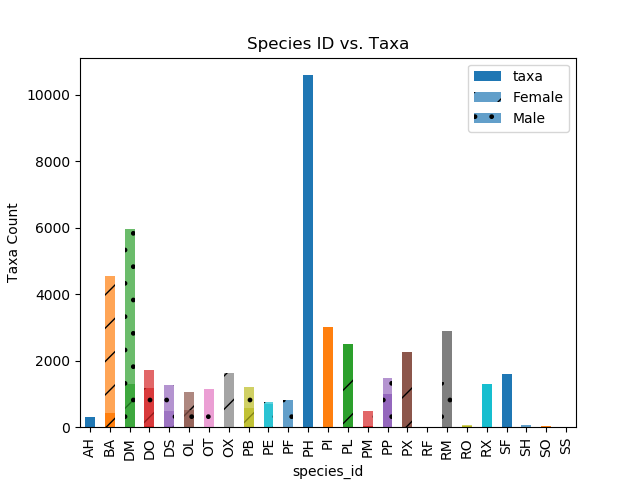 Species ID vs. Taxa
taxa
Female
Male
Taxa Count
10000
8000
6000
4000
2000
0
AH BA DM DO DS OL OT OX PB PE PF PH PI PL PM PP PX RF RM RO RX SF SH SO SS
species_id